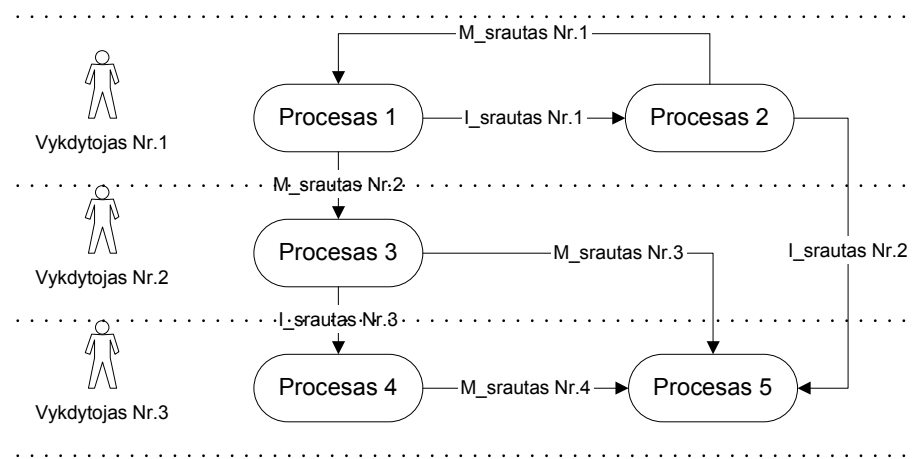 M_srautas Nr.1
Procesas 1
I_srautas Nr.1
Procesas 2
Vykdytojas Nr.1
M_srautas Nr.2
Procesas 3
M_srautas Nr.3
I_srautas Nr.2
Vykdytojas Nr.2
I_srautas Nr.3
Procesas 4
M_srautas Nr.4
Procesas 5
Vykdytojas Nr.3